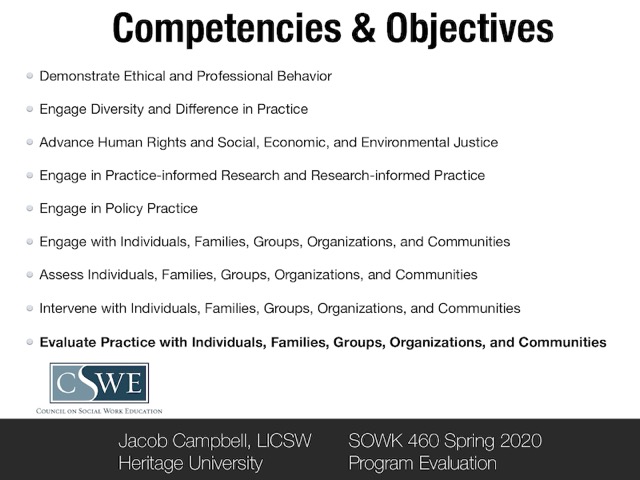 Competencies & Objectives
Demonstrate Ethical and Professional Behavior
Engage Diversity and Difference in Practice
Advance Human Rights and Social, Economic, and Environmental Justice
Engage in Practice-informed Research and Research-informed Practice
Engage in Policy Practice
Engage with Individuals, Families, Groups, Organizations, and Communities
Assess Individuals, Families, Groups, Organizations, and Communities
Intervene with Individuals, Families, Groups, Organizations, and Communities
Evaluate Practice with Individuals, Families, Groups, Organizations, and Communities
CSWE
Council on Social Work Education
Jacob Campbell, LICSW
Heritage University
SOWK 460 Spring 2020
Program Evaluation